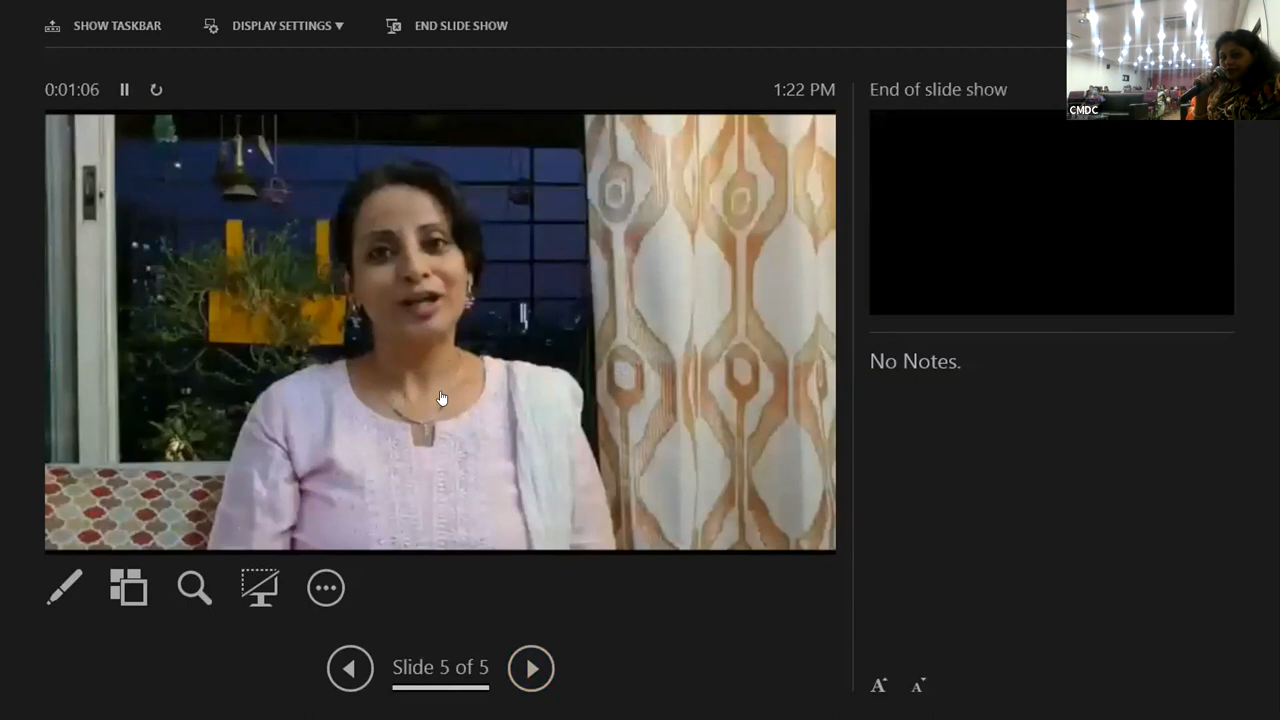 SHOW TASKBAR
DISPLAY SETTINGS ▼
END SLIDE SHOW
0:01:06
1:22 PM
End of slide show
CMDC
No Notes.
Slide 5 of 5
A A